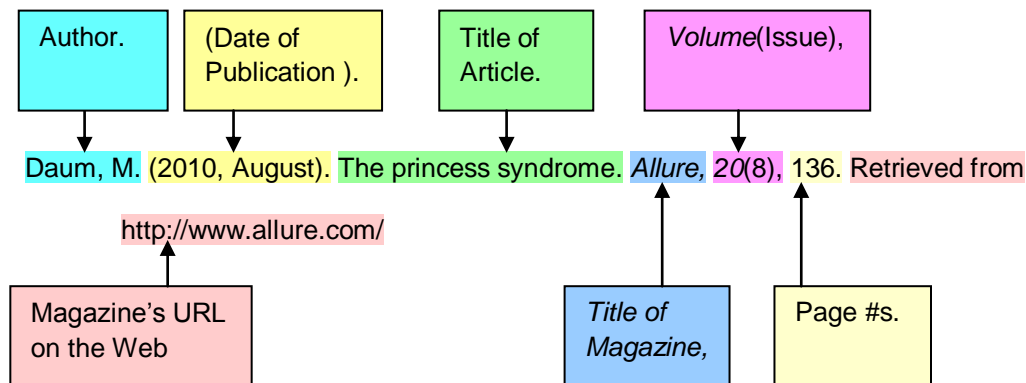 Author.
(Date of
Publication ).
Title of
Article.
Volume(Issue),
Daum, M. (2010, August). The princess syndrome. Allure, 20(8), 136. Retrieved from
http://www.allure.com/
Magazine's URL
on the Web
Title of
Magazine,
Page #s.